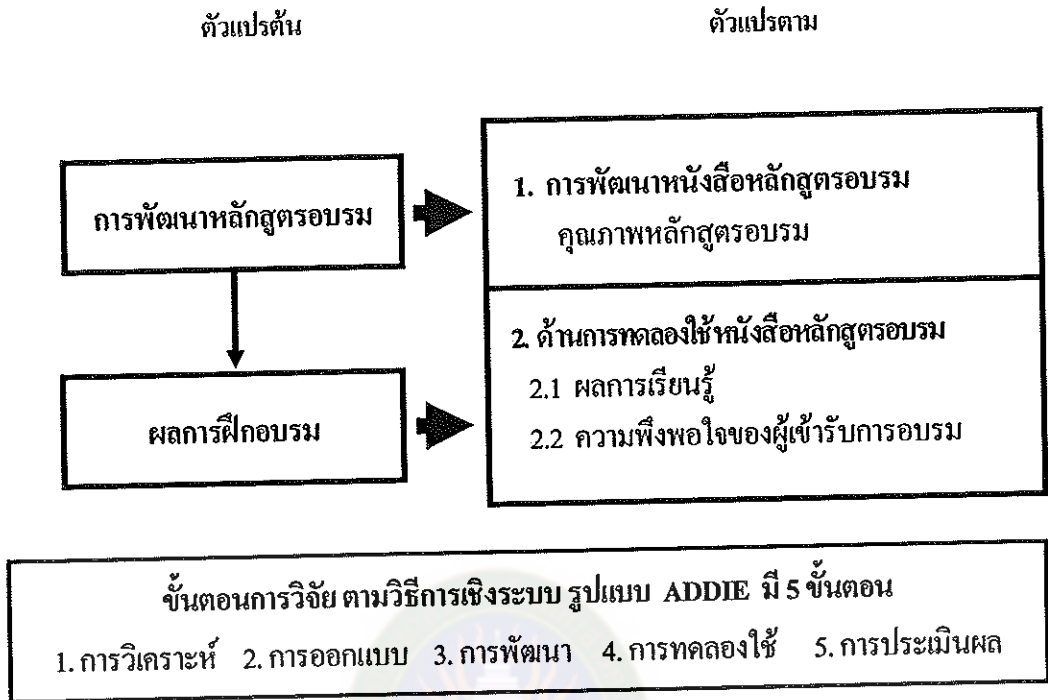 ตัวแปรต้น
ตัวแปรตาม
การพัฒนาหลักสูตรอบรม
1. การพัฒนาหนังสือหลักสูตรอบรม
คุณภาพหลักสูตรอบรม
ผลการฝึกอบรม
2. ด้านการทดลองใช้หนังสือหลักสูตรอบรม
2.1 ผลการเรียนรู้
2.2 ความพึงพอใจของผู้เข้ารับการอบรม
ขั้นตอนการวิจัย ตามวิธีการเชิงระบบ รูปแบบ ADDIE มี 5 ขั้นตอน
1. การวิเคราะห์ 2. การออกแบบ 3. การพัฒนา 4. การทดลองใช้ 5. การประเมินผล